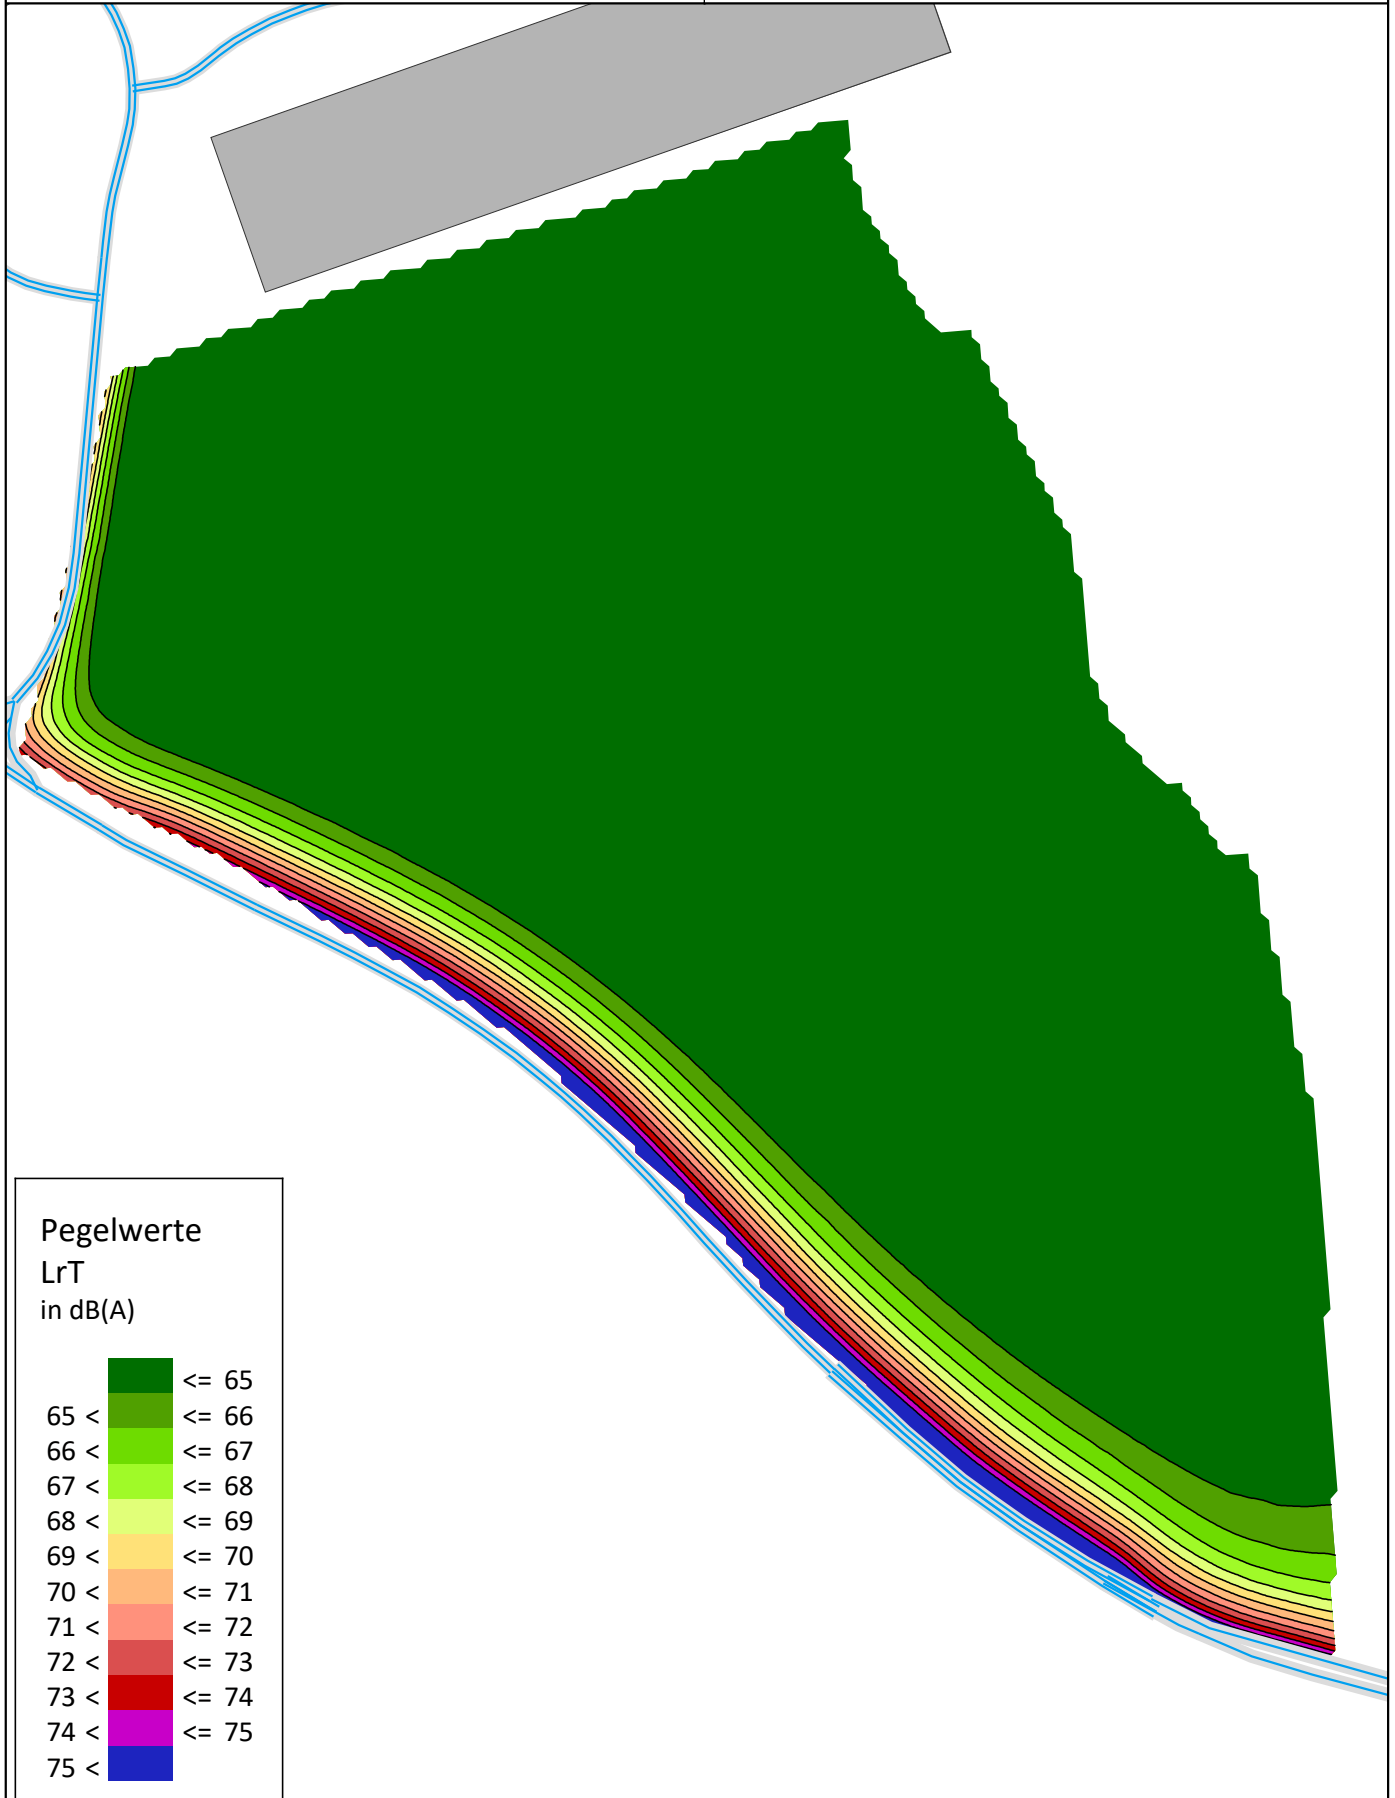 Pegelwerte
LrT
in dB(A)
<= 65
65 < <= 66
66 < <= 67
67 < <= 68
68 < <= 69
69 < <= 70
70 < <= 71
71 < <= 72
72 < <= 73
73 < <= 74
74 < <= 75
75 <